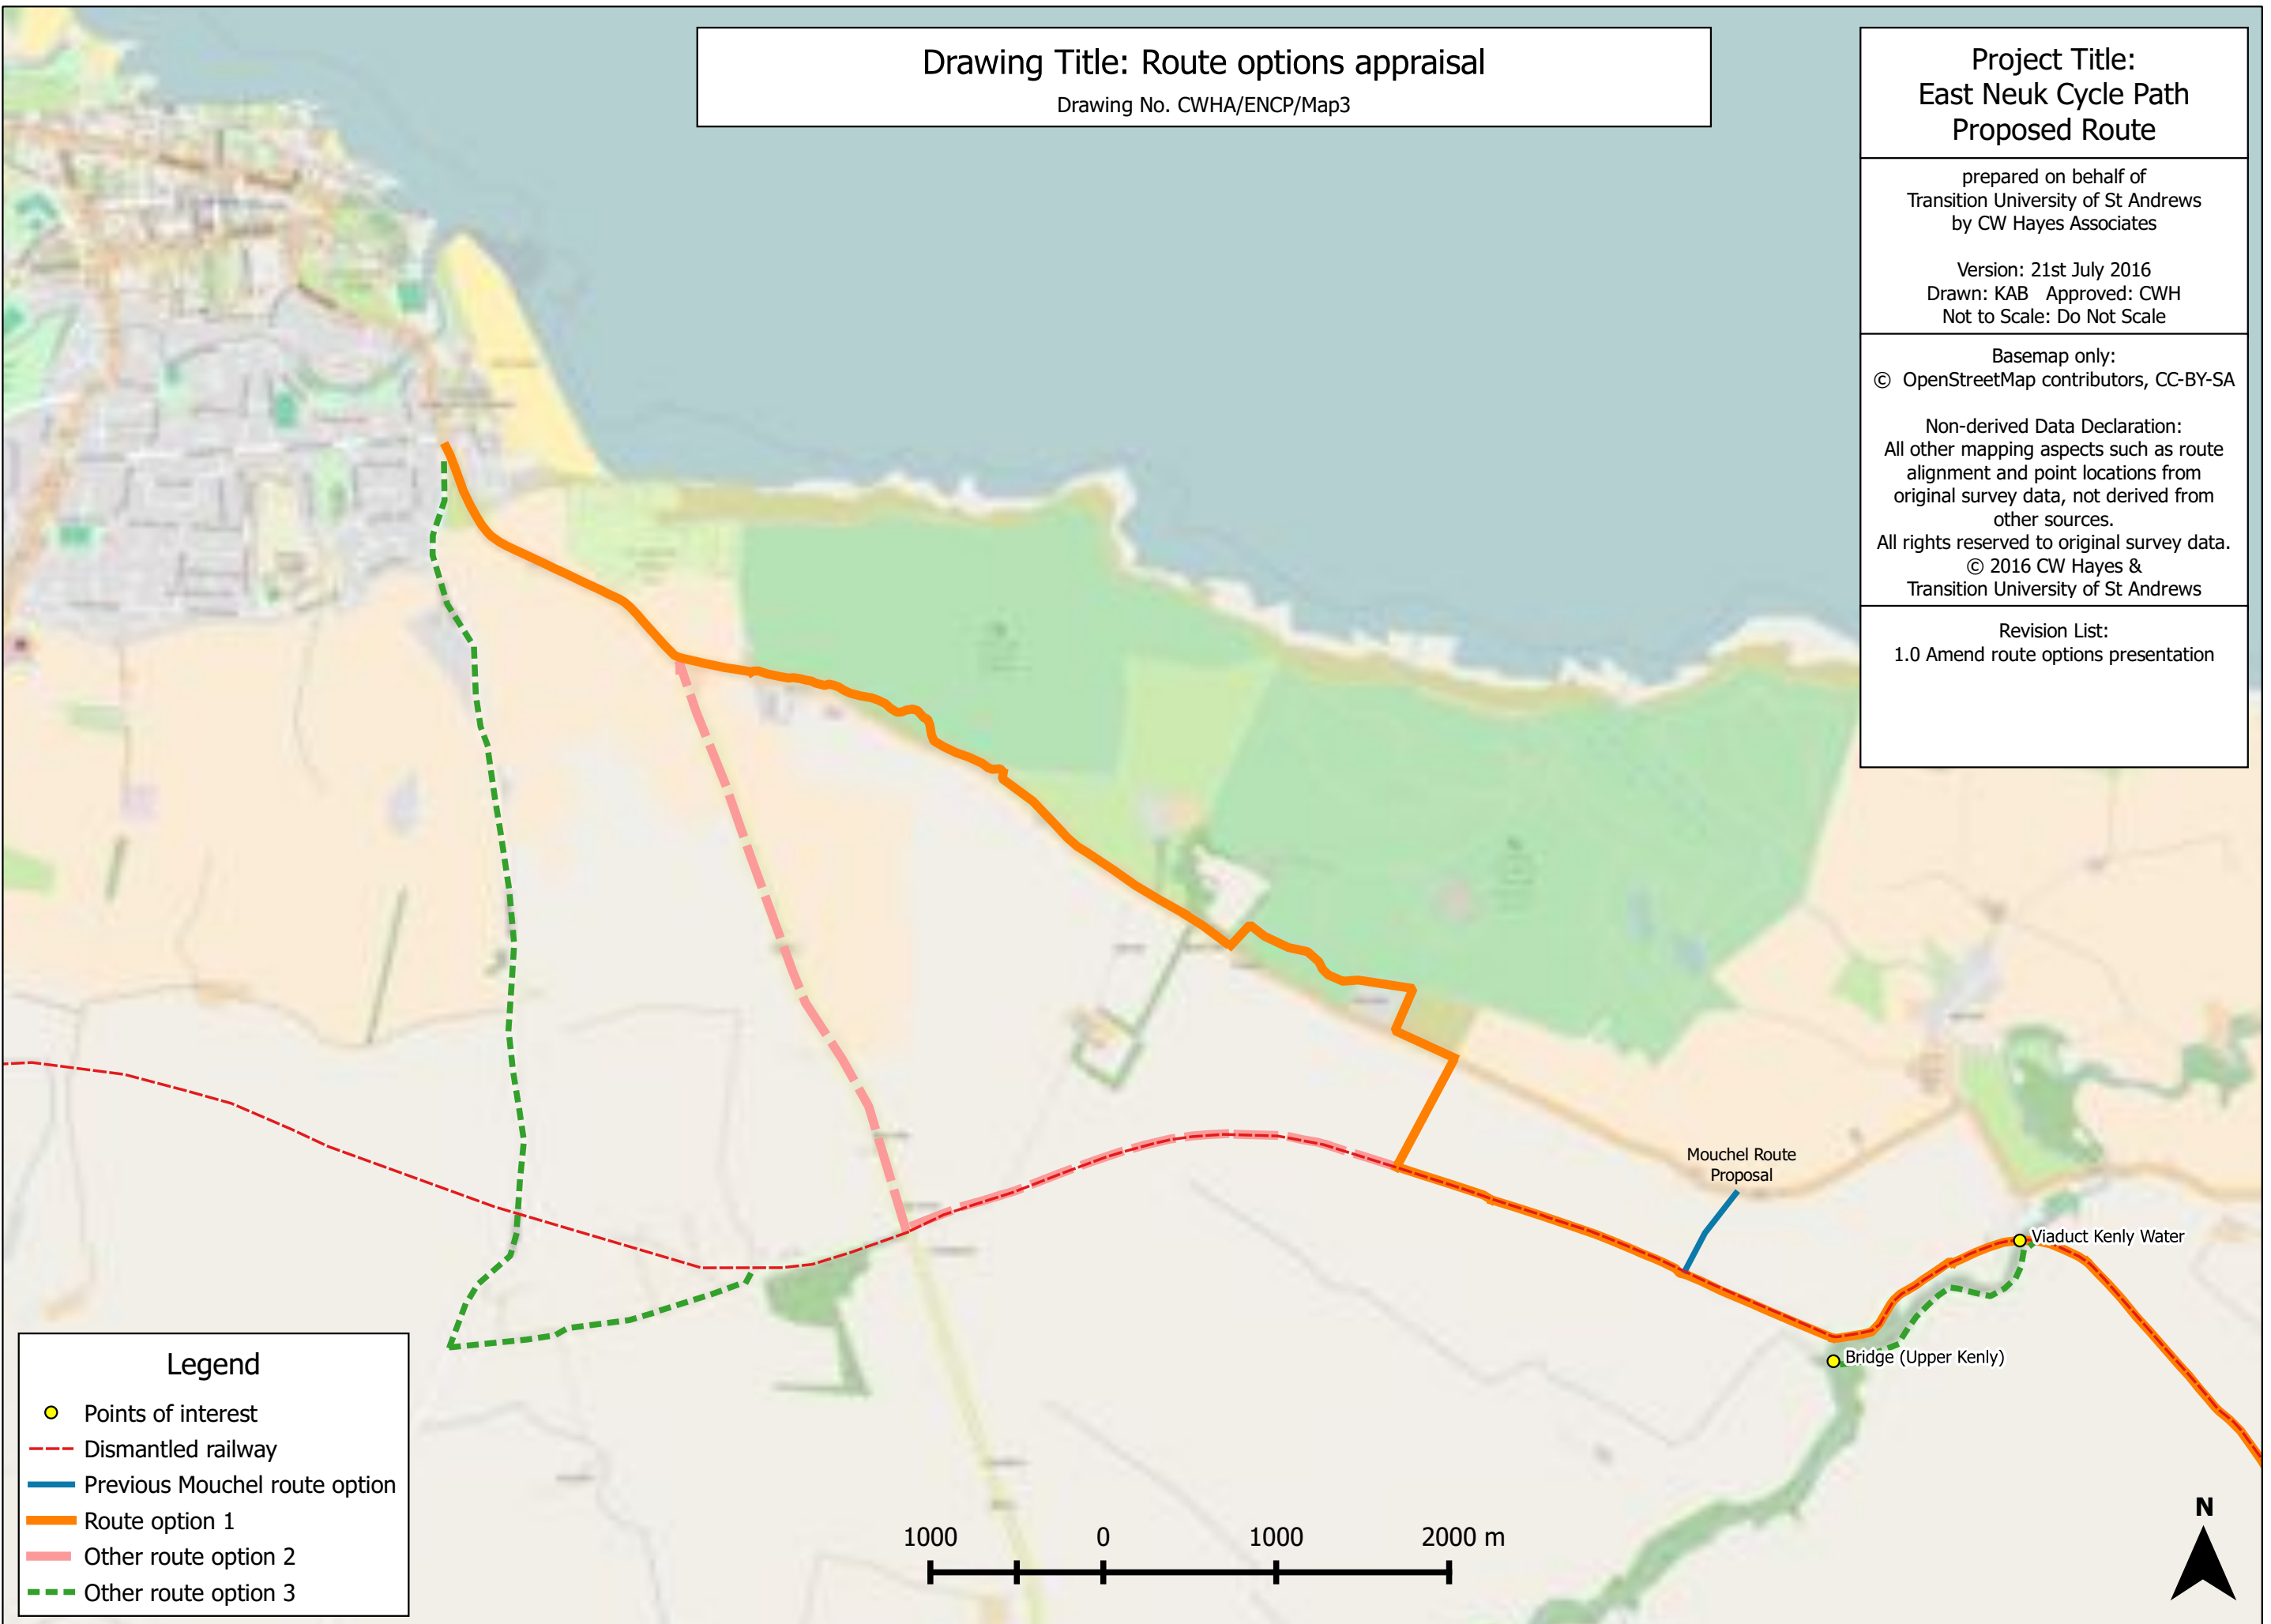 Drawing Title: Route options appraisal
Drawing No. CWHA/ENCP/Map3
Project Title:
East Neuk Cycle Path
Proposed Route
prepared on behalf of
Transition University of St Andrews
by CW Hayes Associates
Version: 21st July 2016
Drawn: KAB Approved: CWH
Not to Scale: Do Not Scale
Basemap only:
© OpenStreetMap contributors, CC-BY-SA
Non-derived Data Declaration:
All other mapping aspects such as route
alignment and point locations from
original survey data, not derived from
other sources.
All rights reserved to original survey data.
© 2016 CW Hayes &
Transition University of St Andrews
Revision List:
1.0 Amend route options presentation
Mouchel Route
Proposal
Viaduct Kenly Water
Bridge (Upper Kenly)
Legend
Points of interest
Dismantled railway
Previous Mouchel route option
Route option 1
Other route option 2
Other route option 3
1000 0 1000 2000 m
N